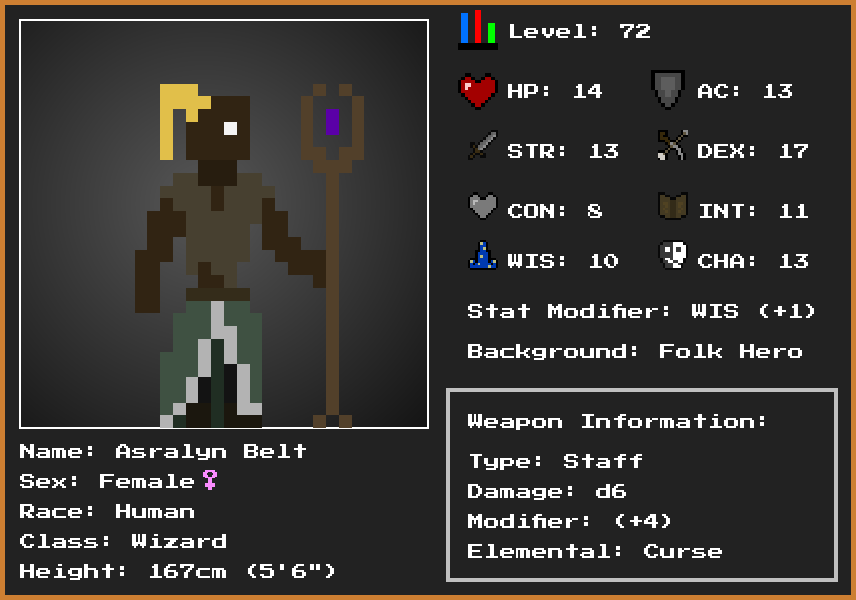 Level: 72
HP: 14 AC: 13
STR: 13 DEX: 17
CON: 8 INT: 11
WIS: 10 CHA: 13
Stat Modifier: WIS (+1)
Background: Folk Hero
Weapon Information:
Type: Staff
Damage: d6
Modifier: (+4)
Elemental: Curse
Name: Asralyn Belt
Sex: Female♀
Race: Human
Class: Wizard
Height: 167cm (5'6")